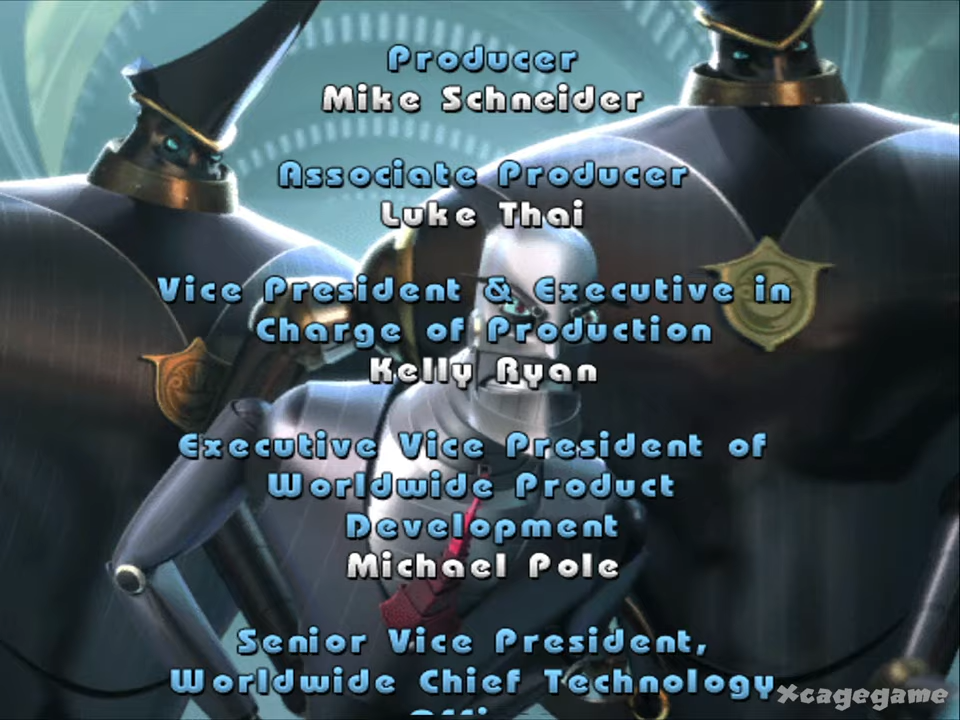 Producer
Mike Schneider
Associate Producer
Luke Thai
Vice President & Executive in
Charge of Production
Kelly Ryan
Executive Vice President of
Worldwide Product
Development
Michael Pole
Senior Vice President,
Worldwide Chief Technology
Xcagegame